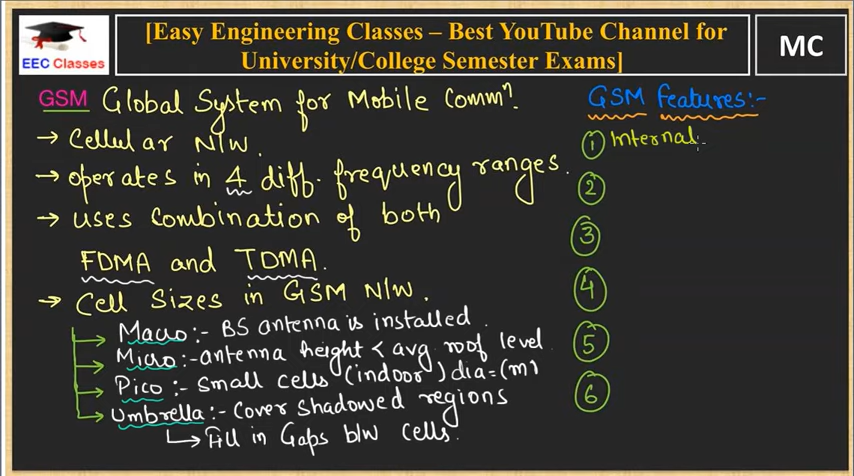 [Easy Engineering Classes – Best YouTube Channel for
University/College Semester Exams]
EEC Classes
MC
GSM Global System for Mobile Commⁿ.
→ Cellular N/W.
→ operates in 4 diff. frequency ranges.
→ uses combination of both
FDMA and TDMA.
→ Cell Sizes in GSM N/W.
Macro:- BS antenna is installed.
Micro:- antenna height < avg. roof level
Pico:- small cells (indoor) dia=(m)
Umbrella:- cover shadowed regions
↳ Fill in Gaps b/w cells.
GSM features:-
① Internal
②
③
④
⑤
⑥